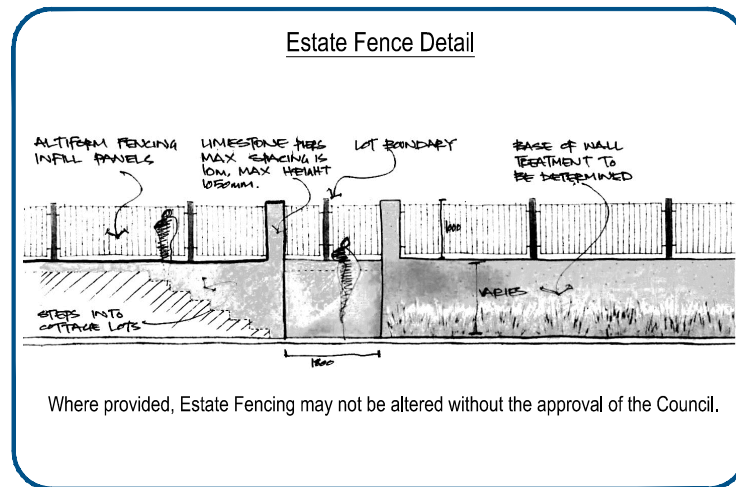 Estate Fence Detail
ALTIFORM FENCING
INFILL PANELS
LIMESTONE PIERS
MAX SPACING IS
10M, MAX HEIGHT
1050MM.
LOT BOUNDARY
BASE OF WALL
TREATMENT TO
BE DETERMINED
VARIES
STEPS INTO
COTTAGE LOTS
Where provided, Estate Fencing may not be altered without the approval of the Council.